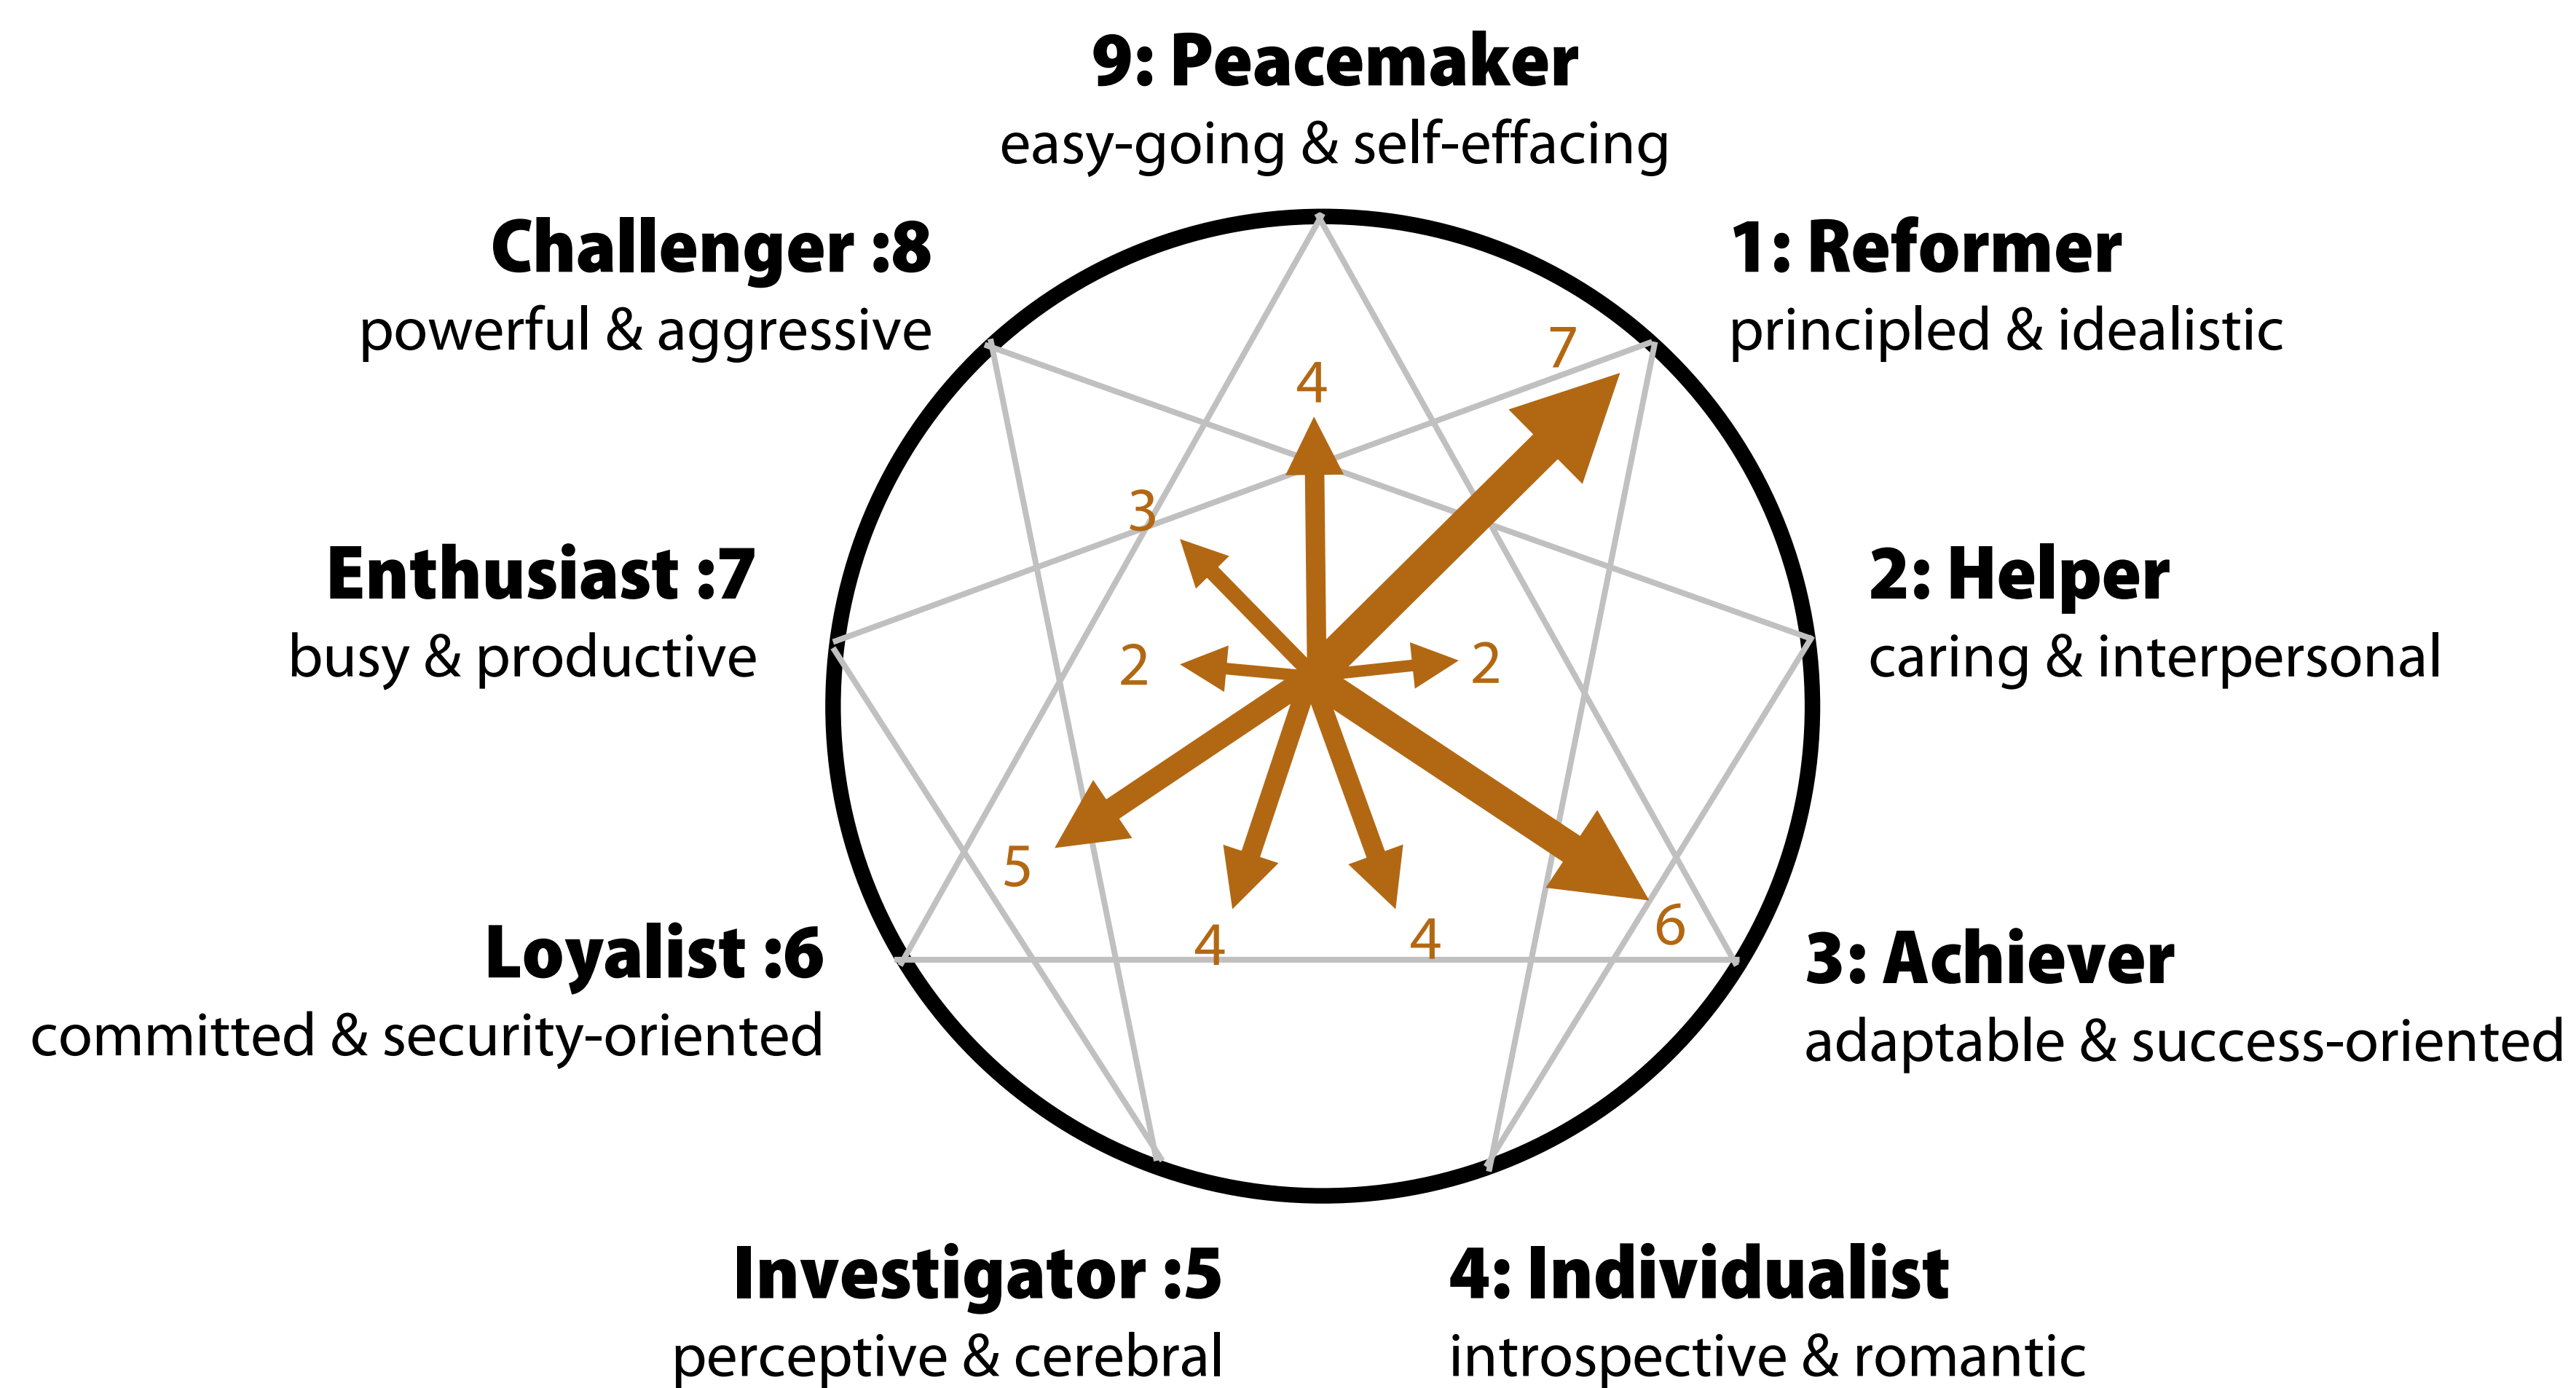 9: Peacemaker
easy-going & self-effacing
Challenger :8
powerful & aggressive
1: Reformer
principled & idealistic
7
4
3
Enthusiast :7
busy & productive
2: Helper
caring & interpersonal
2
2
5
4
4
6
Loyalist :6
committed & security-oriented
3: Achiever
adaptable & success-oriented
Investigator :5
perceptive & cerebral
4: Individualist
introspective & romantic